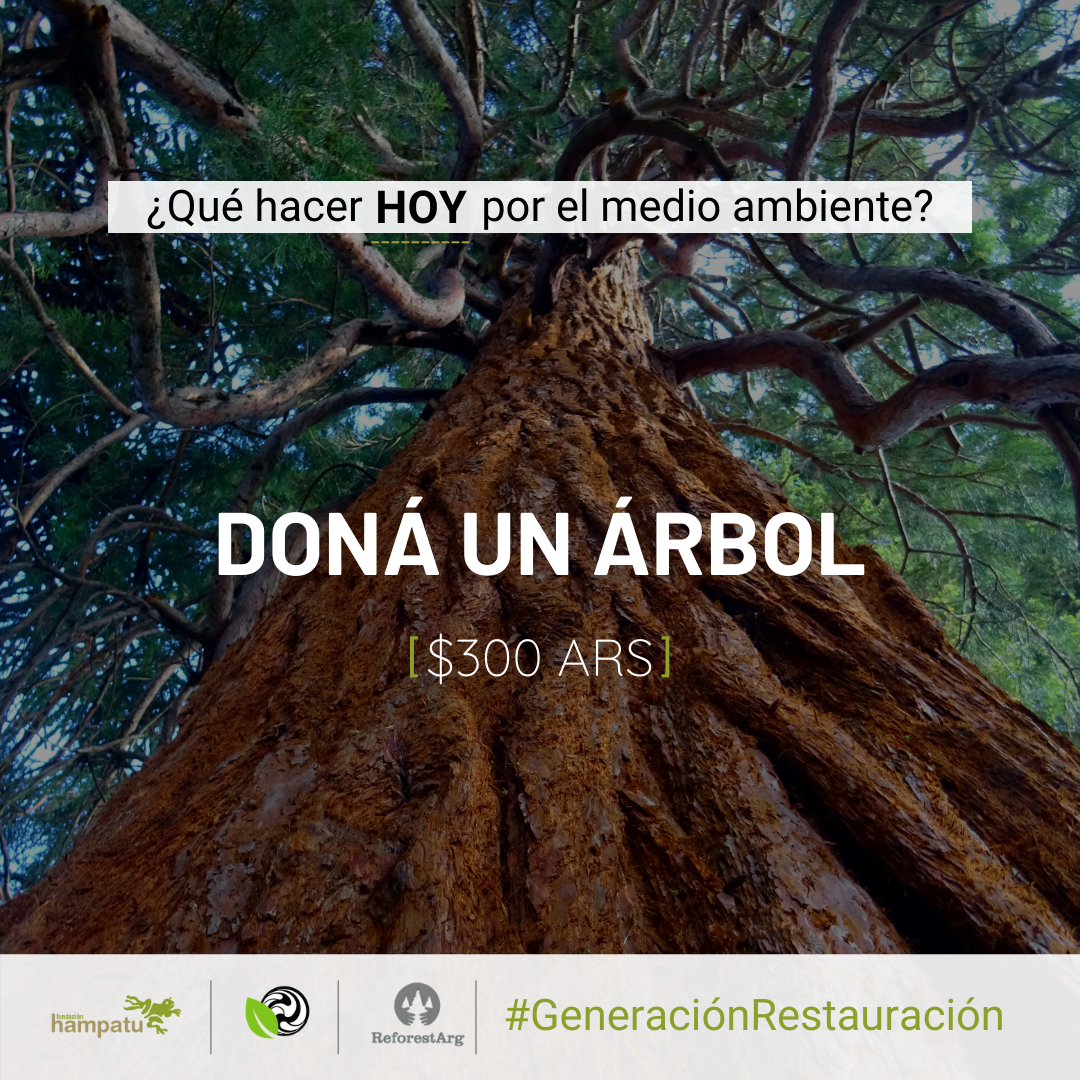 ¿Qué hacer HOY por el medio ambiente?
DONÁ UN ÁRBOL
[$300 ARS]
fundación
hampatu
ReforestArg
#GeneraciónRestauración